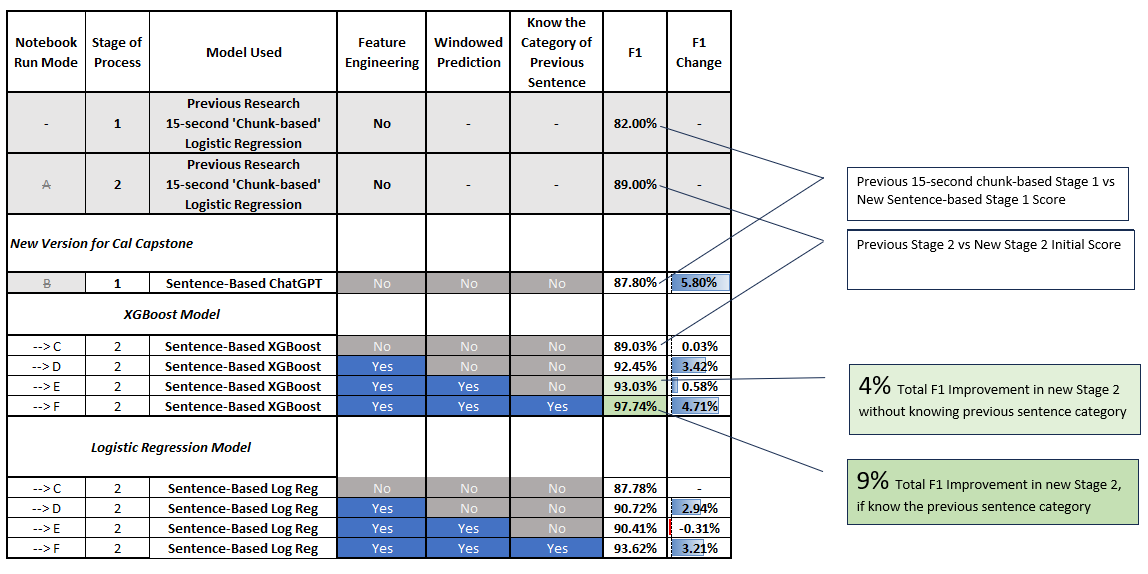 Notebook Run Mode	Stage of Process	Model Used	Feature Engineering	Windowed Prediction	Know the Category of Previous Sentence	F1	F1 Change
-	1	Previous Research 15-second 'Chunk-based' Logistic Regression	No	-	-	82.00%	-
A	2	Previous Research 15-second 'Chunk-based' Logistic Regression	No	-	-	89.00%	-
New Version for Cal Capstone
B	1	Sentence-Based ChatGPT	No	No	No	87.80%	5.80%
XGBoost Model
--> C	2	Sentence-Based XGBoost	No	No	No	89.03%	0.03%
--> D	2	Sentence-Based XGBoost	Yes	No	No	92.45%	3.42%
--> E	2	Sentence-Based XGBoost	Yes	Yes	No	93.03%	0.58%
--> F	2	Sentence-Based XGBoost	Yes	Yes	Yes	97.74%	4.71%
Logistic Regression Model
--> C	2	Sentence-Based Log Reg	No	No	No	87.78%	-
--> D	2	Sentence-Based Log Reg	Yes	No	No	90.72%	2.94%
--> E	2	Sentence-Based Log Reg	Yes	Yes	No	90.41%	-0.31%
--> F	2	Sentence-Based Log Reg	Yes	Yes	Yes	93.62%	3.21%
Previous 15-second chunk-based Stage 1 vs
New Sentence-based Stage 1 Score
Previous Stage 2 vs New Stage 2 Initial Score
4% Total F1 Improvement in new Stage 2
without knowing previous sentence category
9% Total F1 Improvement in new Stage 2,
if know the previous sentence category